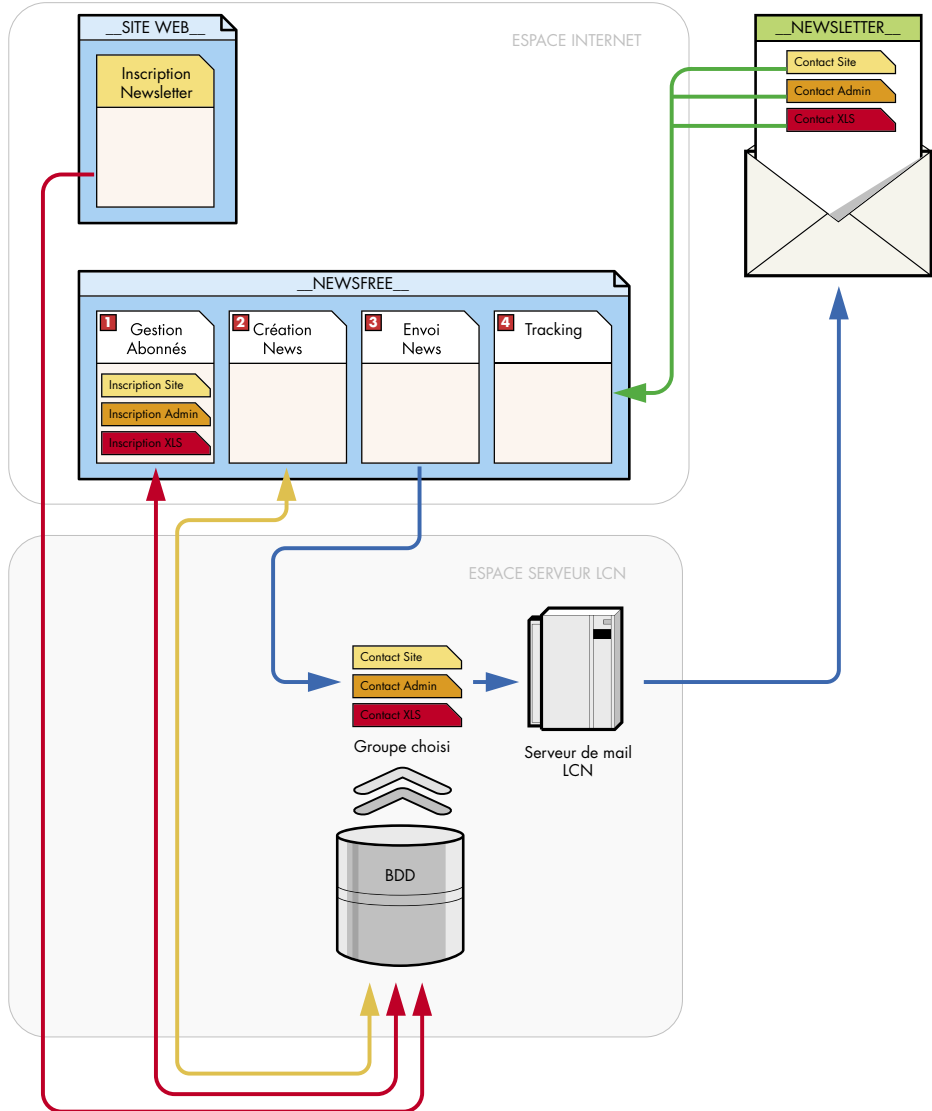 __SITE WEB__
Inscription
Newsletter
ESPACE INTERNET
__NEWSLETTER__
Contact Site
Contact Admin
Contact XLS
__NEWSFREE__
1
Gestion
Abonnés
Inscription Site
Inscription Admin
Inscription XLS
2
Création
News
3
Envoi
News
4
Tracking
ESPACE SERVEUR LCN
Contact Site
Contact Admin
Contact XLS
Groupe choisi
Serveur de mail
LCN
BDD